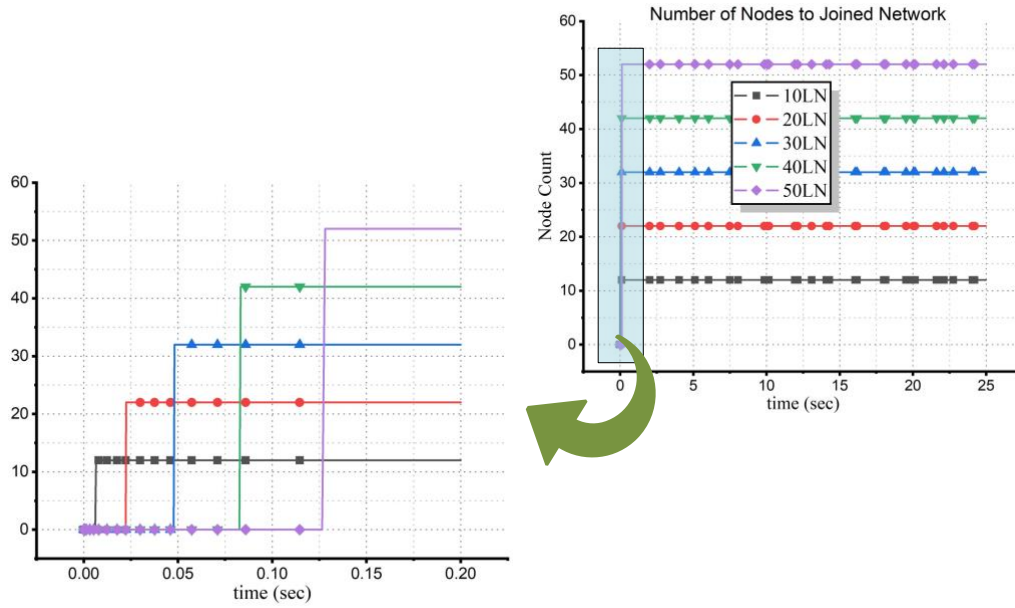 Number of Nodes to Joined Network
60
50
40
30
20
10
0
Node Count
10LN
20LN
30LN
40LN
50LN
0 5 10 15 20 25
time (sec)
60
50
40
30
20
10
0
0.00 0.05 0.10 0.15 0.20
time (sec)